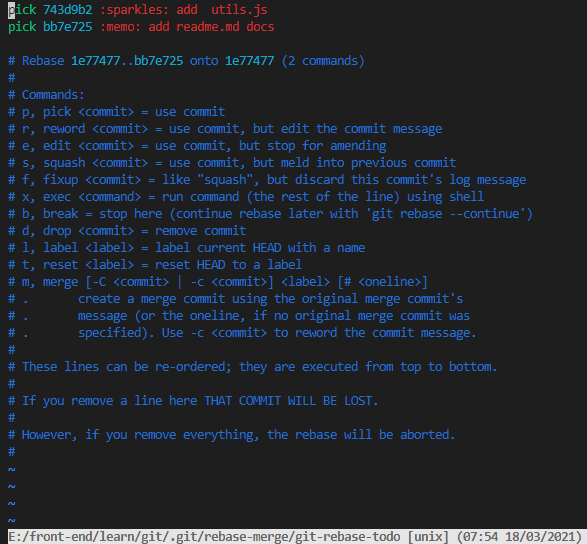 pick 743d9b2 :sparkles: add  utils.js
pick bb7e725 :memo: add readme.md docs

# Rebase 1e77477..bb7e725 onto 1e77477 (2 commands)
#
# Commands:
# p, pick <commit> = use commit
# r, reword <commit> = use commit, but edit the commit message
# e, edit <commit> = use commit, but stop for amending
# s, squash <commit> = use commit, but meld into previous commit
# f, fixup <commit> = like "squash", but discard this commit's log message
# x, exec <command> = run command (the rest of the line) using shell
# b, break = stop here (continue rebase later with 'git rebase --continue')
# d, drop <commit> = remove commit
# l, label <label> = label current HEAD with a name
# t, reset <label> = reset HEAD to a label
# m, merge [-C <commit> | -c <commit>] <label> [# <oneline>]
# .       create a merge commit using the original merge commit's
# .       message (or the oneline, if no original merge commit was
# .       specified). Use -c <commit> to reword the commit message.
#
# These lines can be re-ordered; they are executed from top to bottom.
#
# If you remove a line here THAT COMMIT WILL BE LOST.
#
# However, if you remove everything, the rebase will be aborted.
#
~
~
~
~
E:/front-end/learn/git/.git/rebase-merge/git-rebase-todo [unix] (07:54 18/03/2021)